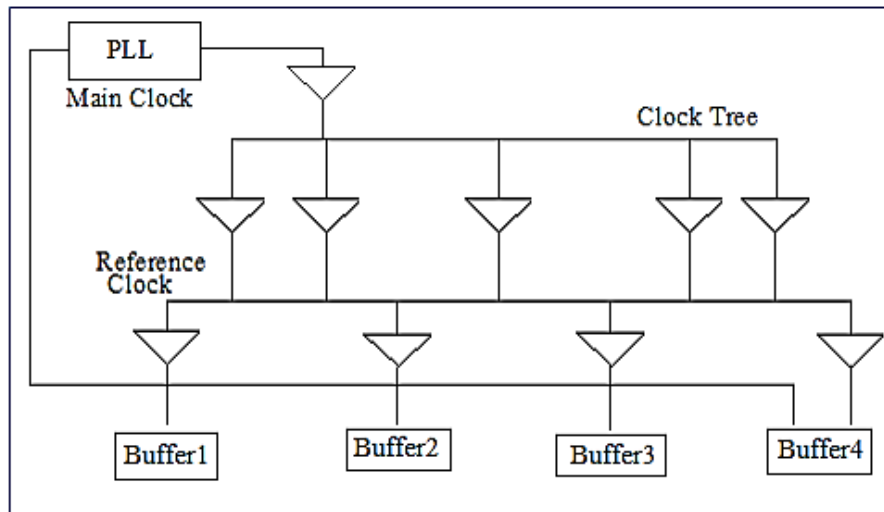 PLL
Main Clock
Clock Tree
Reference
Clock
Buffer1
Buffer2
Buffer3
Buffer4